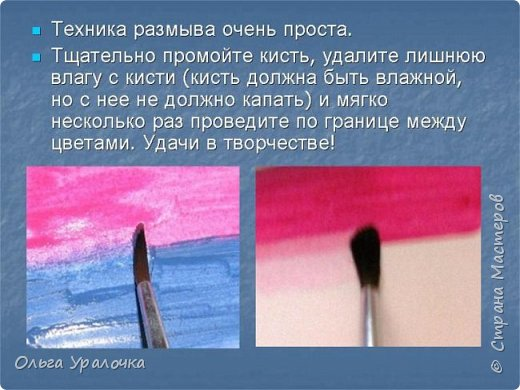 Техника размыва очень проста.
Тщательно промойте кисть, удалите лишнюю
влагу с кисти (кисть должна быть влажной,
но с нее не должно капать) и мягко
несколько раз проведите по границе между
цветами. Удачи в творчестве!
Ольга Уралочка
© Страна Мастеров